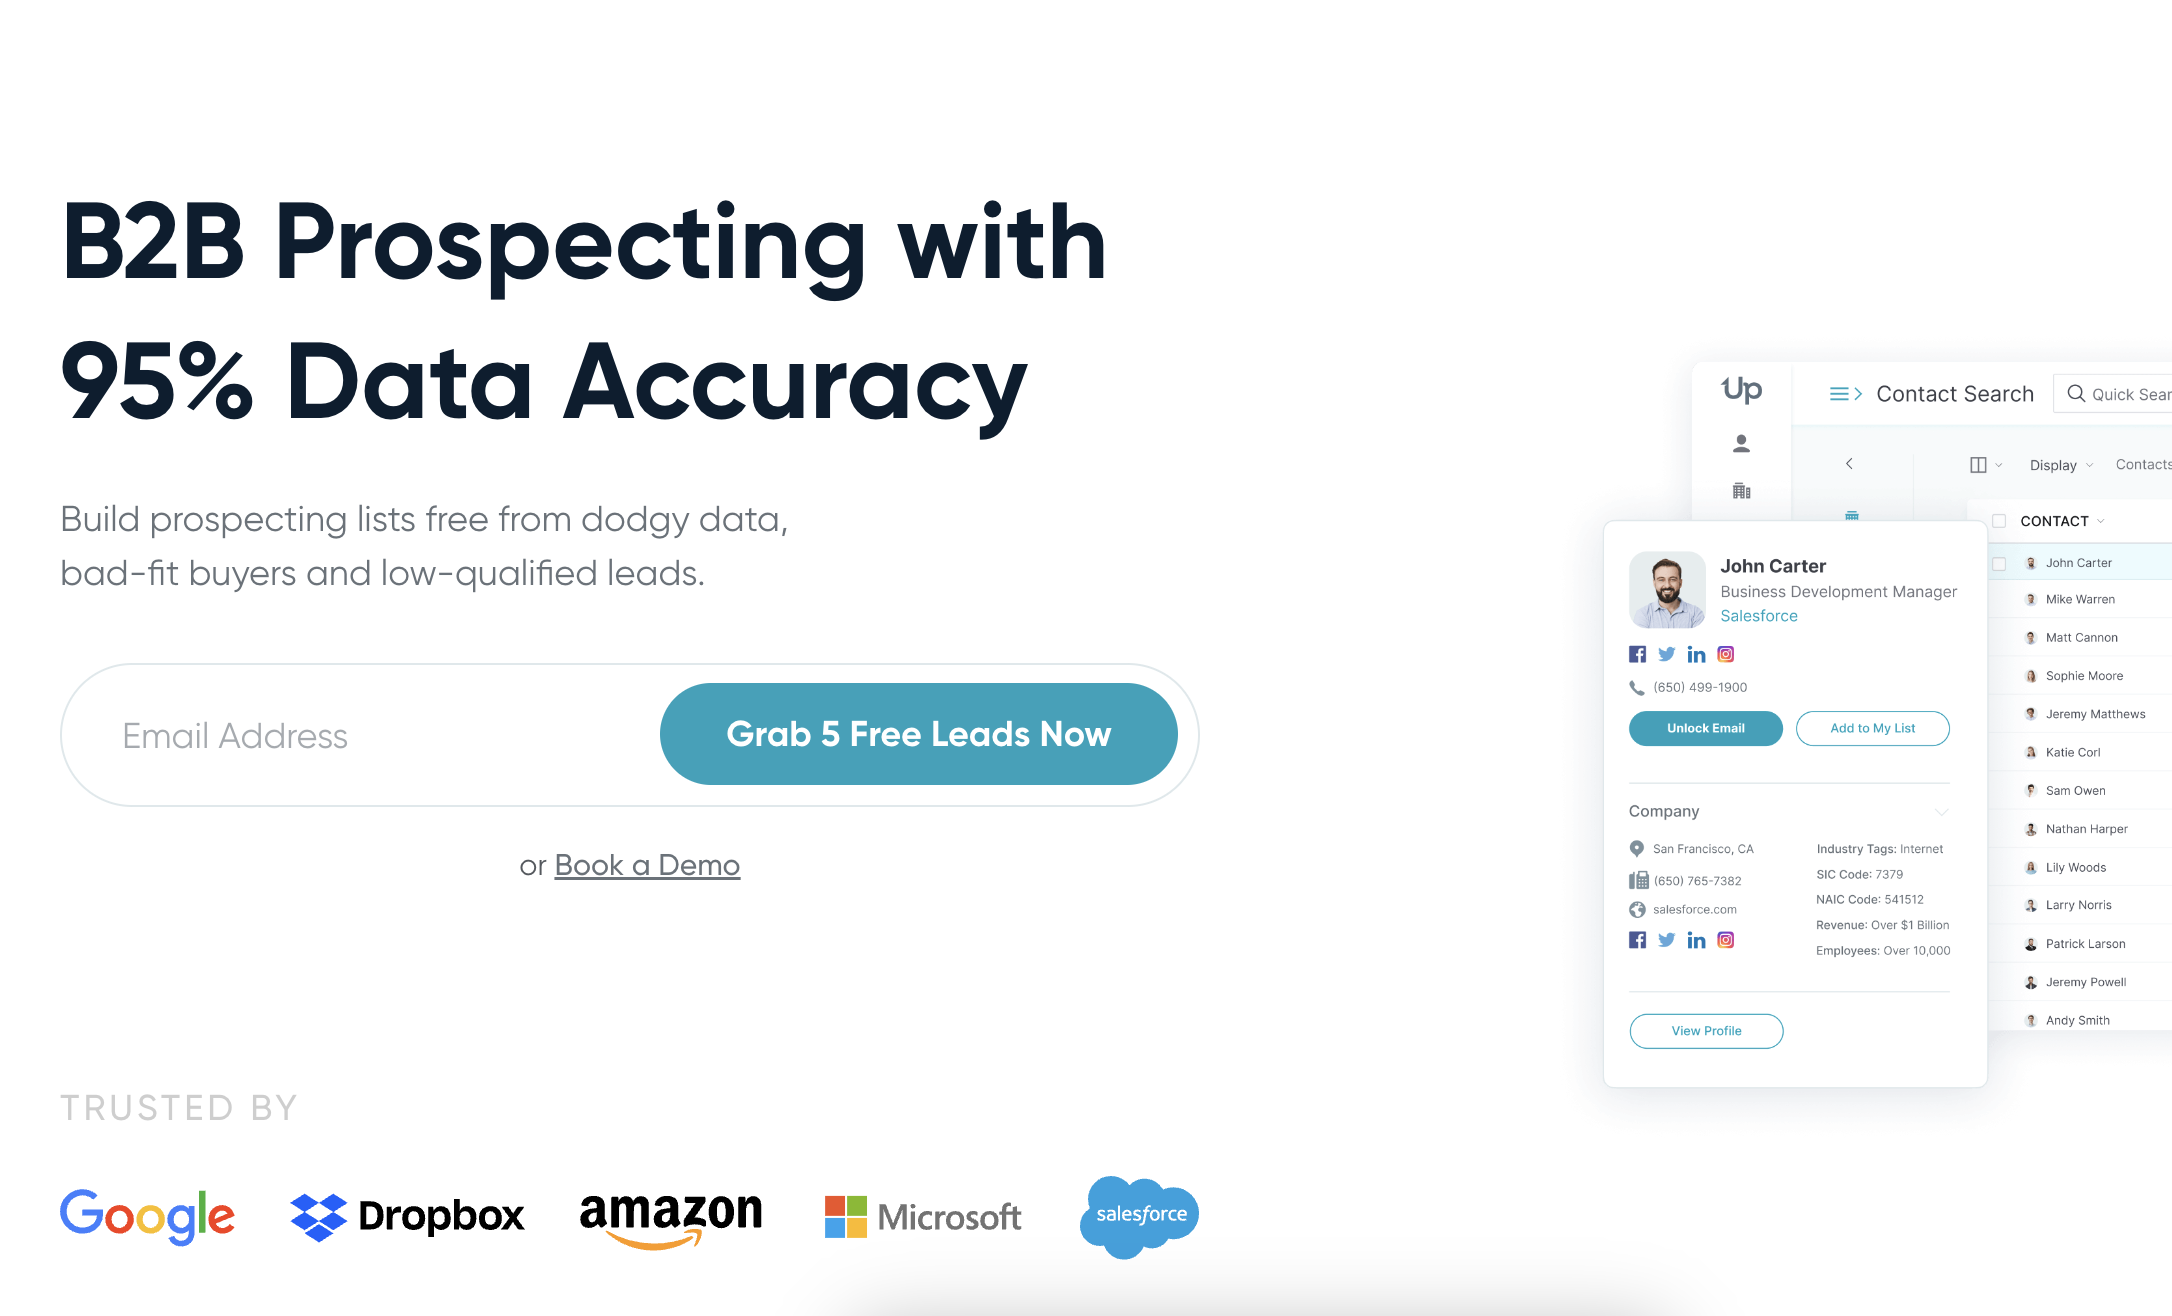 B2B Prospecting with
95% Data Accuracy
Build prospecting lists free from dodgy data,
bad-fit buyers and low-qualified leads.
Email Address
Grab 5 Free Leads Now
or Book a Demo
TRUSTED BY
Google
Dropbox
amazon
Microsoft
salesforce
Up
Contact Search
Quick Sear
Display
Contacts
CONTACT
John Carter
Mike Warren
Matt Cannon
Sophie Moore
Jeremy Matthews
Katie Corl
Sam Owen
Nathan Harper
Lily Woods
Larry Norris
Patrick Larson
Jeremy Powell
Andy Smith
John Carter
Business Development Manager
Salesforce
(650) 499-1900
Unlock Email
Add to My List
Company
San Francisco, CA
(650) 765-7382
salesforce.com
Industry Tags: Internet
SIC Code: 7379
NAIC Code: 541512
Revenue: Over $1 Billion
Employees: Over 10,000
View Profile